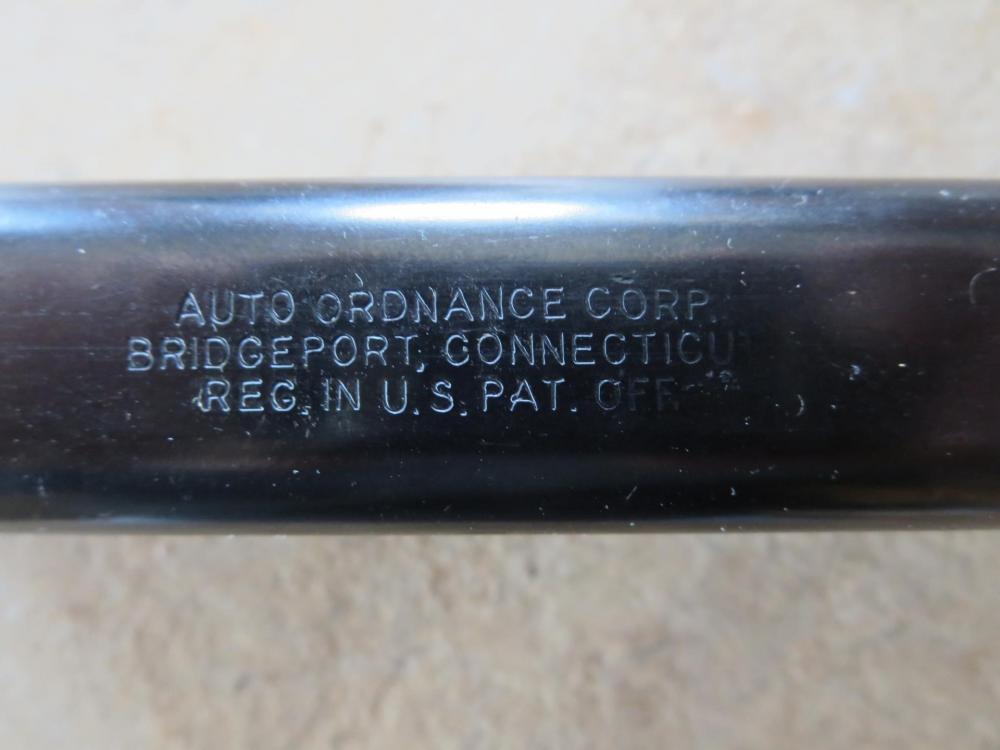 AUTO ORDNANCE CORP.
BRIDGEPORT, CONNECTICU
REG. IN U.S. PAT. OFF.